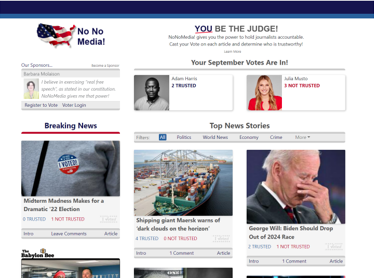 No No
Media!
YOU BE THE JUDGE!
NoNoMedia! gives you the power to hold journalists accountable.
Cast your Vote on each article and determine who is trustworthy!
Learn More
Our Sponsors...
Become a Sponsor
Barbara McMahon
I believe in exercising "real free
speech", as stated in our constitution.
NoNoMedia gives me that power!
Register to Vote
Voter Login
Your September Votes Are In!
Adam Harris
2 TRUSTED
Julia Musto
3 NOT TRUSTED
Breaking News
I VOTED!
Midterm Madness Makes for a
Dramatic '22 Election
0 TRUSTED
1 NOT TRUSTED
Intro
Leave Comments
Article
The
Babylon Bee
Top News Stories
Filters:
All
Politics
World News
Economy
Crime
More
Shipping giant Maersk warns of
'dark clouds on the horizon'
4 TRUSTED
0 NOT TRUSTED
Intro
1 Comment
Article
George Will: Biden Should Drop
Out of 2024 Race
2 TRUSTED
1 NOT TRUSTED
Intro
1 Comment
Article